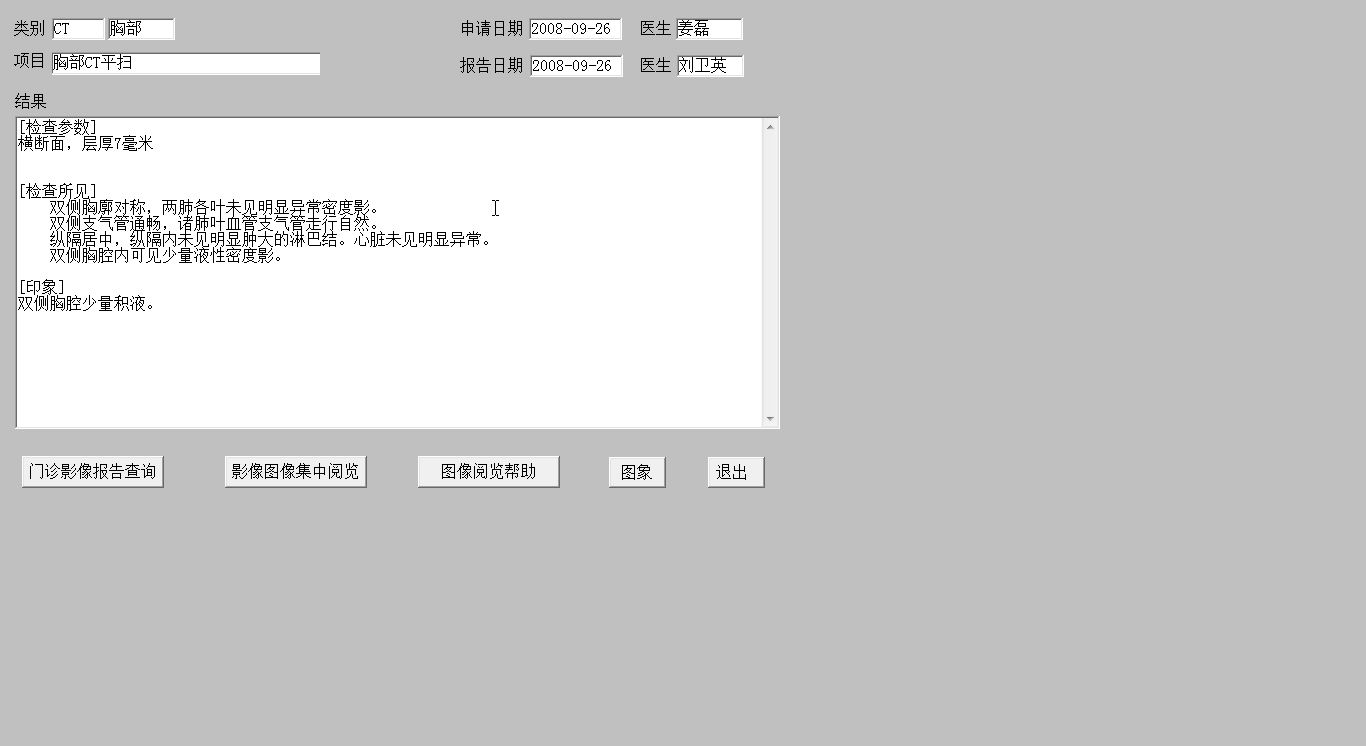 类别 CT 胸部 申请日期 2008-09-26 医生 姜磊
项目 胸部CT平扫 报告日期 2008-09-26 医生 刘卫英
结果
[检查参数]
横断面，层厚7毫米
[检查所见]
双侧胸廓对称，两肺各叶未见明显异常密度影。
双侧支气管通畅，诸肺叶血管支气管走行自然。
纵隔居中，纵隔内未见明显肿大的淋巴结。心脏未见明显异常。
双侧胸腔内可见少量液性密度影。
[印象]
双侧胸腔少量积液。
门诊影像报告查询 影像图像集中阅览 图像阅览帮助 图象 退出